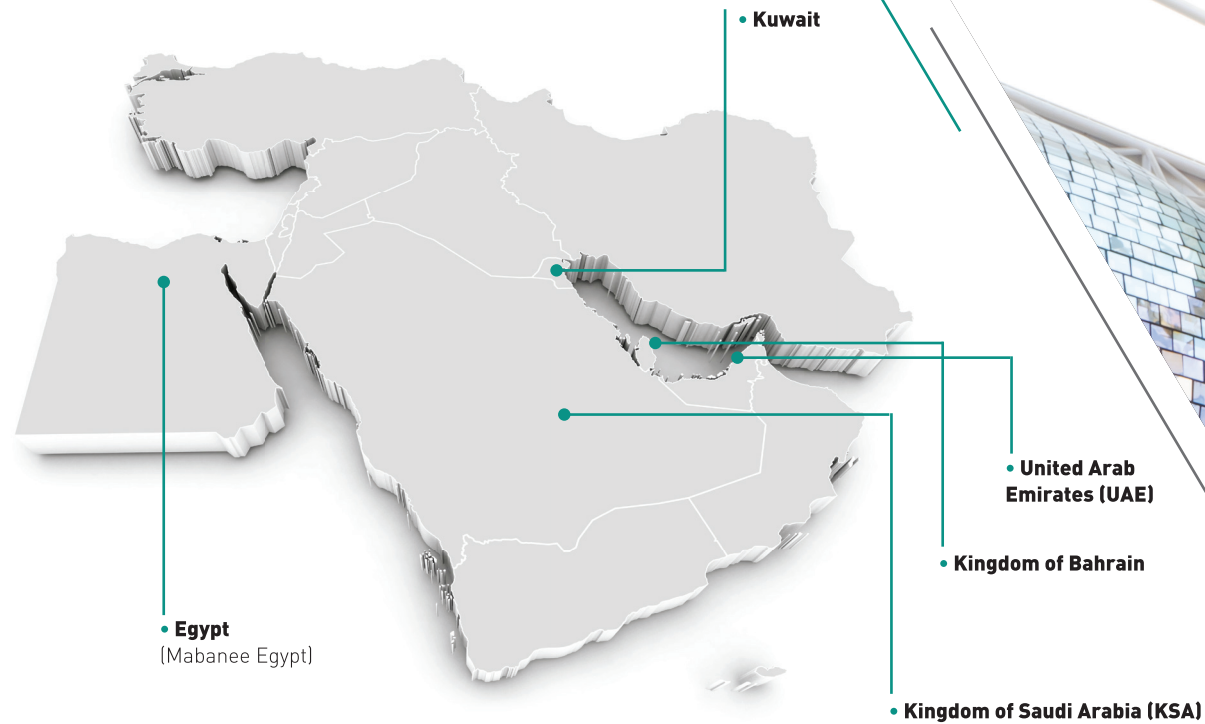 • Kuwait
• United Arab
Emirates (UAE)
• Kingdom of Bahrain
• Egypt
(Mabanee Egypt)
• Kingdom of Saudi Arabia (KSA)